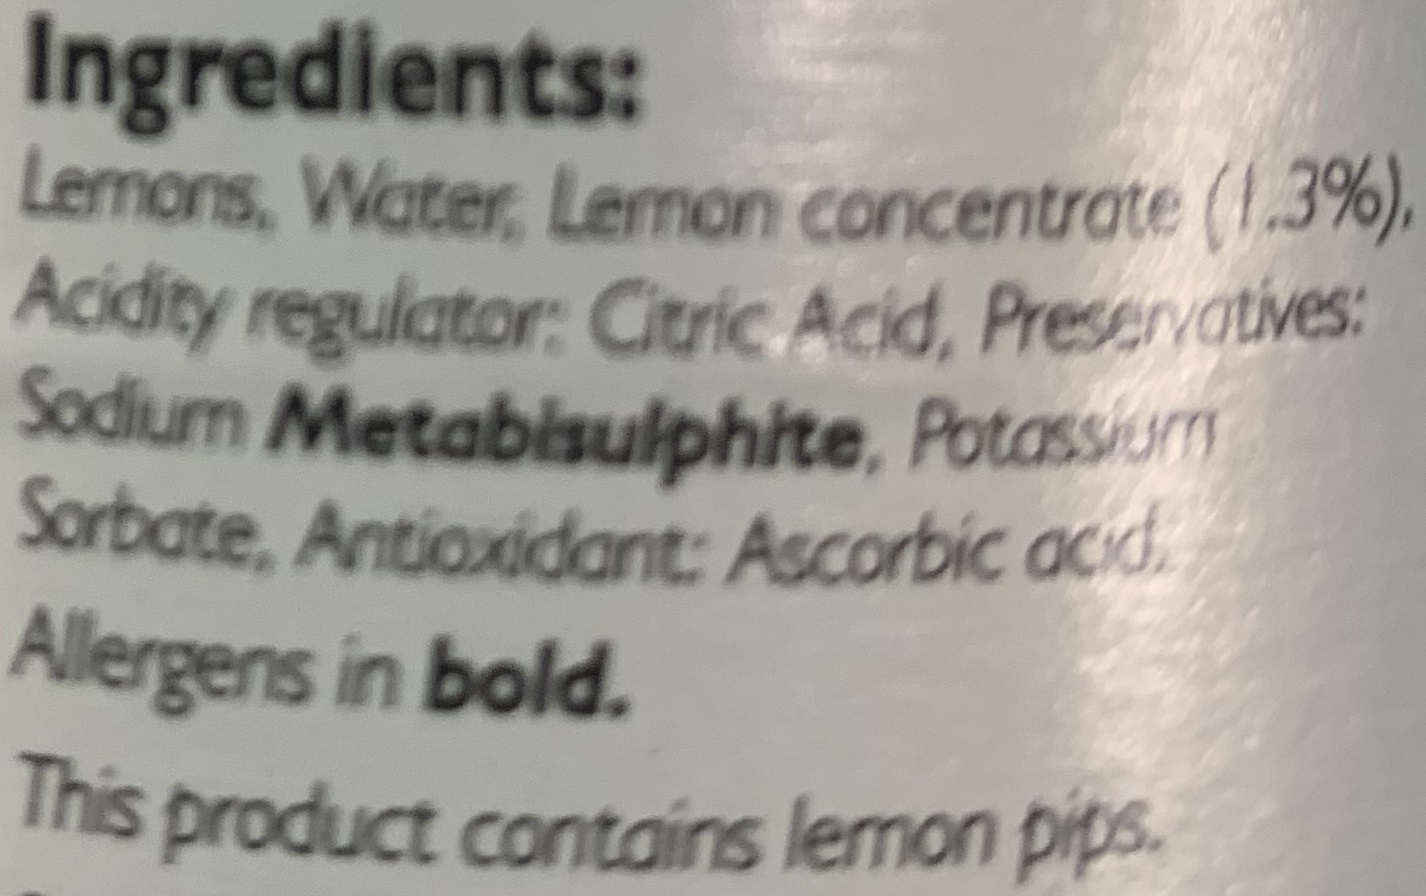 Ingredients:
Lemons, Water, Lemon concentrate (1.3%),
Acidity regulator: Citric Acid, Preservatives:
Sodium Metabisulphite, Potassium
Sorbate, Antioxidant: Ascorbic acid.
Allergens in bold.
This product contains lemon pips.